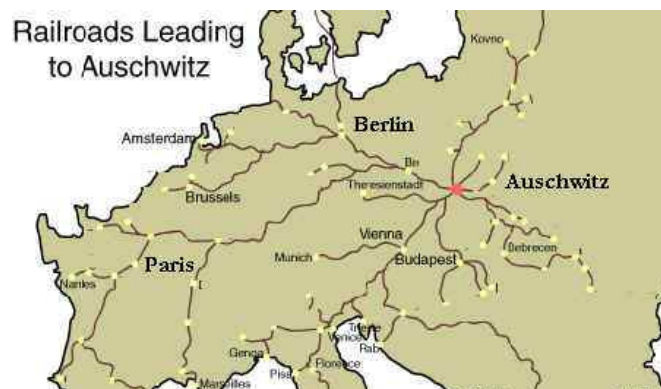 Railroads Leading
to Auschwitz
Kovno
Berlin
Amsterdam
Theresienstadt
Auschwitz
Brussels
Vienna
Debrecen
Munich
Budapest
Paris
Nantes
Trieste
Venice
Rab
Genoa
Florence
Pisa
Marseilles